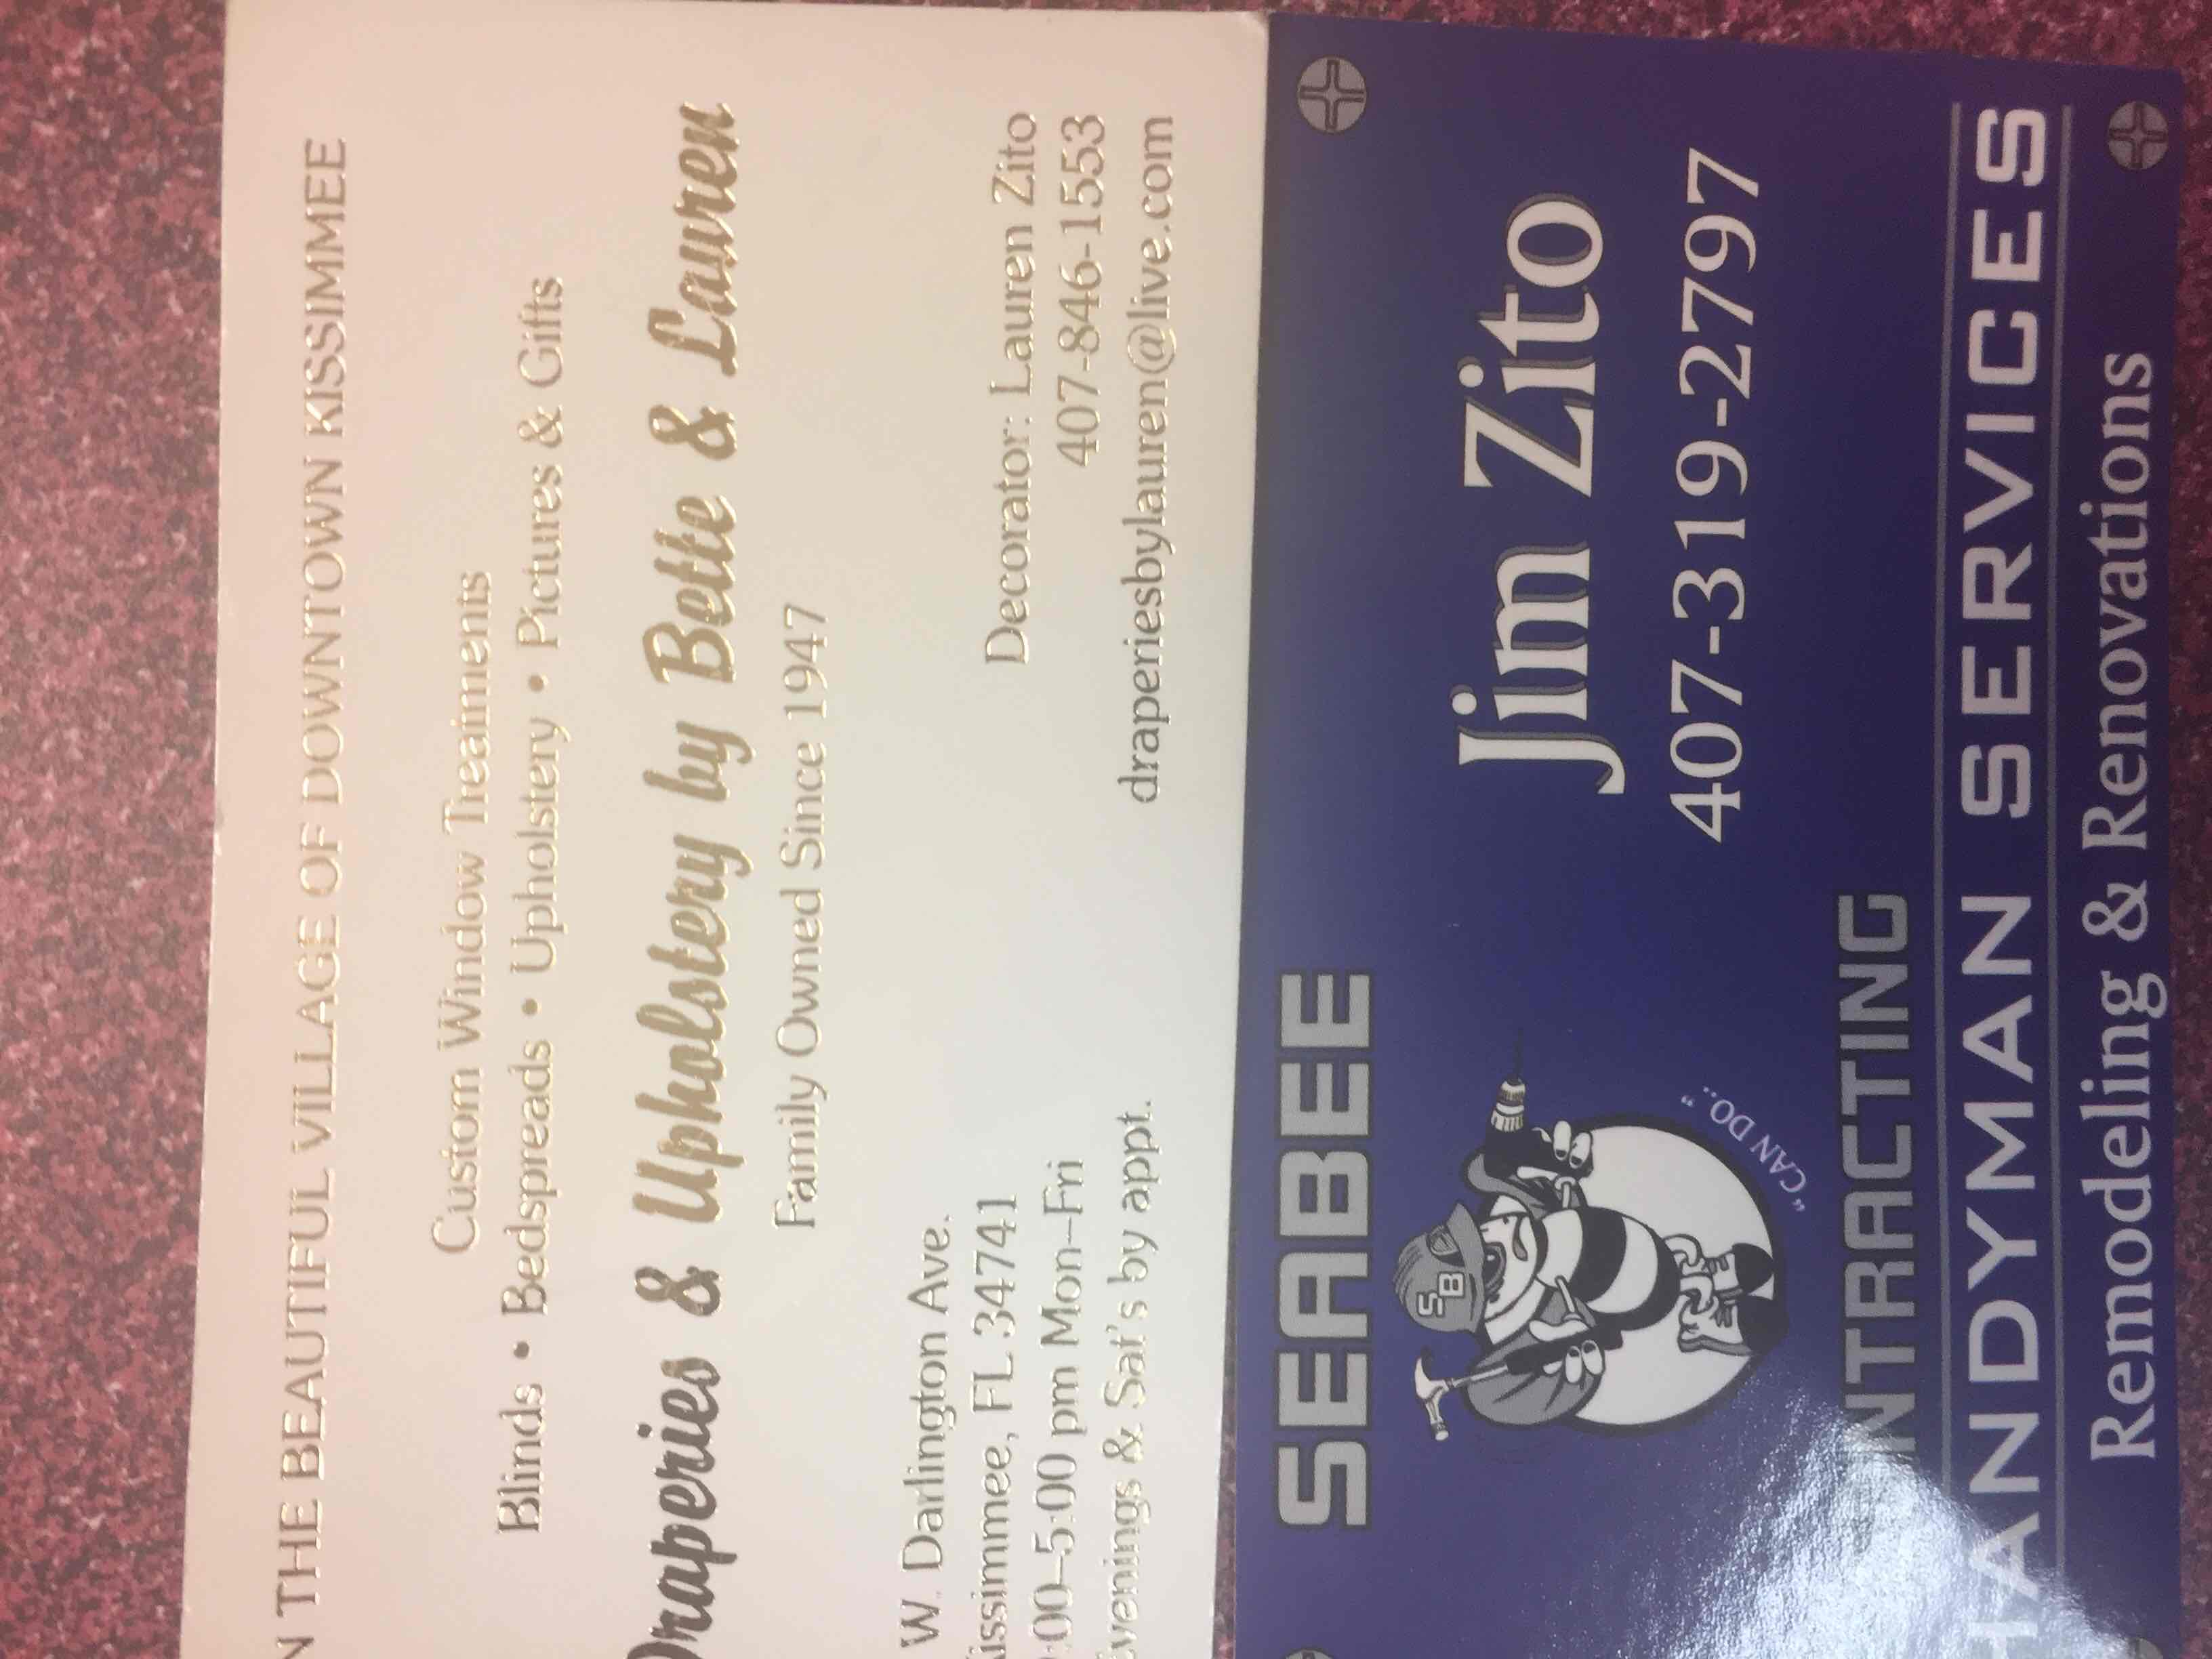 N THE BEAUTIFUL VILLAGE OF DOWNTOWN KISSIMMEE
Custom Window Treatments
Blinds • Bedspreads • Upholstery • Pictures & Gifts
Draperies & Upholstery by Bette & Lauren
Family Owned Since 1947
W. Darlington Ave.
Kissimmee, FL 34741
:00–5:00 pm Mon–Fri
Evenings & Sat's by appt.
Decorator: Lauren Zito
407-846-1553
draperiesbylauren@live.com
SEABEE
SB
"CAN DO.."
NTRACTING
Jim Zito
407-319-2797
HANDYMAN SERVICES
Remodeling & Renovations